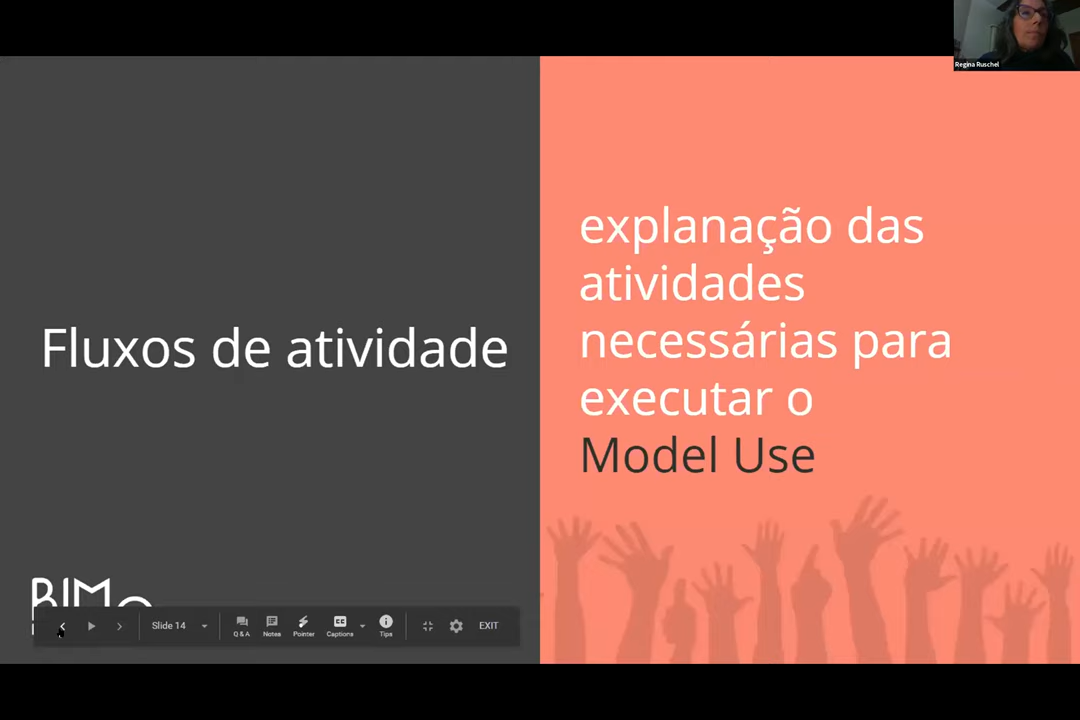 Regina Ruschel
Fluxos de atividade
explanação das
atividades
necessárias para
executar o
Model Use
BIM
Slide 14
Q & A
Notes
Pointer
Captions
Tips
EXIT